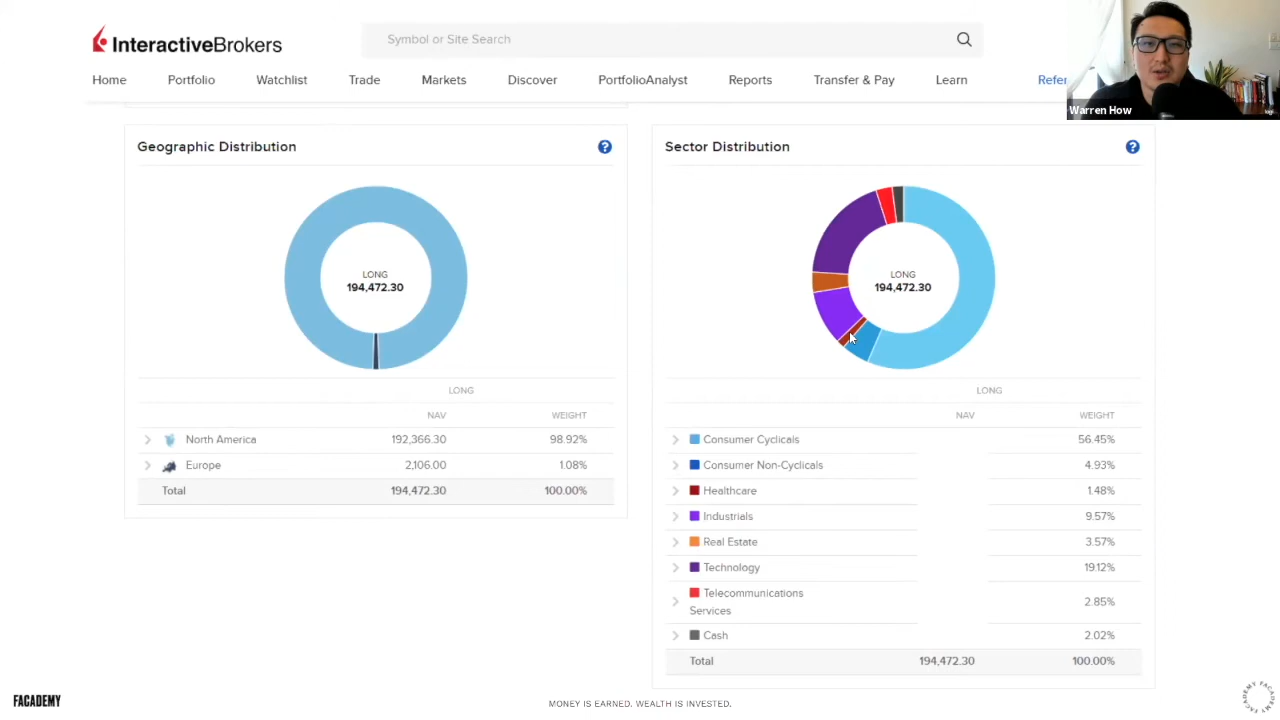 InteractiveBrokers
Symbol or Site Search
Home Portfolio Watchlist Trade Markets Discover PortfolioAnalyst Reports Transfer & Pay Learn Refer
Warren How
Geographic Distribution
?
LONG
194,472.30
LONG
NAV WEIGHT
North America 192,366.30 98.92%
Europe 2,106.00 1.08%
Total 194,472.30 100.00%
Sector Distribution
?
LONG
194,472.30
LONG
NAV WEIGHT
Consumer Cyclicals 56.45%
Consumer Non-Cyclicals 4.93%
Healthcare 1.48%
Industrials 9.57%
Real Estate 3.57%
Technology 19.12%
Telecommunications
Services 2.85%
Cash 2.02%
Total 194,472.30 100.00%
FACADEMY
MONEY IS EARNED. WEALTH IS INVESTED.
FACADEMY FACADEMY